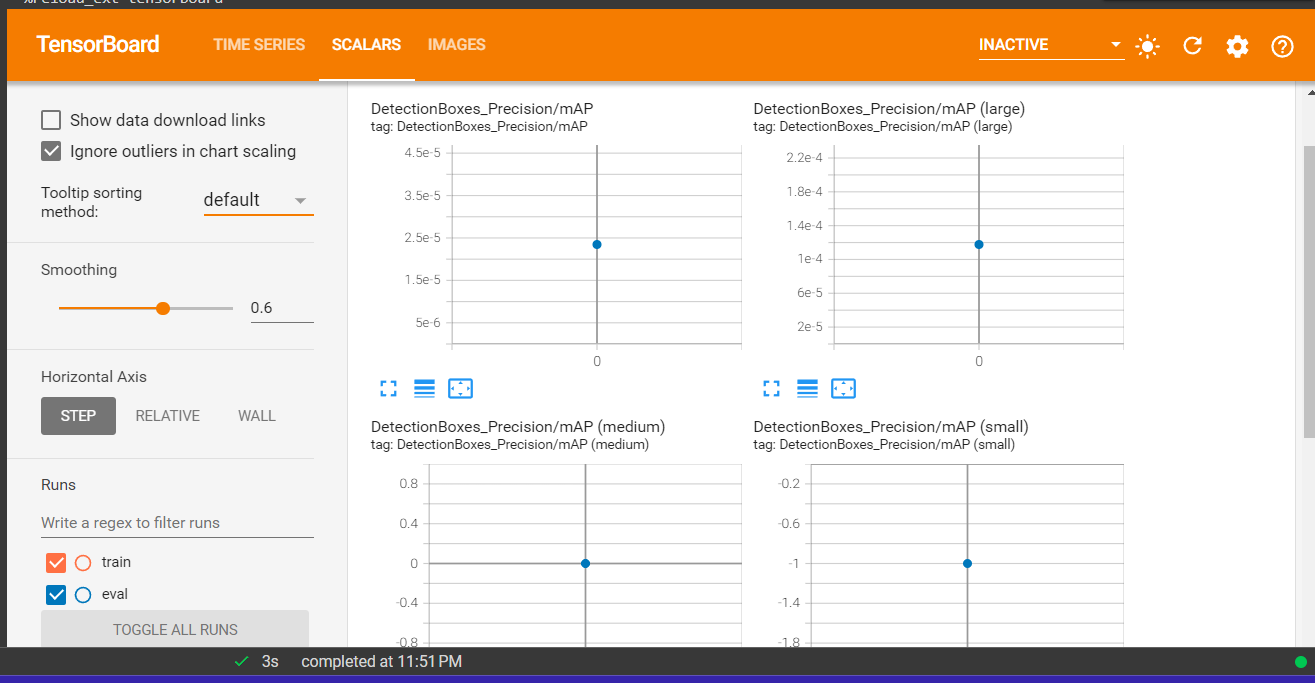 %reload_ext tensorboard
TensorBoard
TIME SERIES SCALARS IMAGES
INACTIVE
Show data download links
Ignore outliers in chart scaling
Tooltip sorting
method:
default
Smoothing
0.6
Horizontal Axis
STEP RELATIVE WALL
Runs
Write a regex to filter runs
train
eval
TOGGLE ALL RUNS
DetectionBoxes_Precision/mAP
tag: DetectionBoxes_Precision/mAP
4.5e-5
3.5e-5
2.5e-5
1.5e-5
5e-6
0
DetectionBoxes_Precision/mAP (large)
tag: DetectionBoxes_Precision/mAP (large)
2.2e-4
1.8e-4
1.4e-4
1e-4
6e-5
2e-5
0
DetectionBoxes_Precision/mAP (medium)
tag: DetectionBoxes_Precision/mAP (medium)
0.8
0.4
0
-0.4
-0.8
DetectionBoxes_Precision/mAP (small)
tag: DetectionBoxes_Precision/mAP (small)
-0.2
-0.6
-1
-1.4
-1.8
3s completed at 11:51 PM